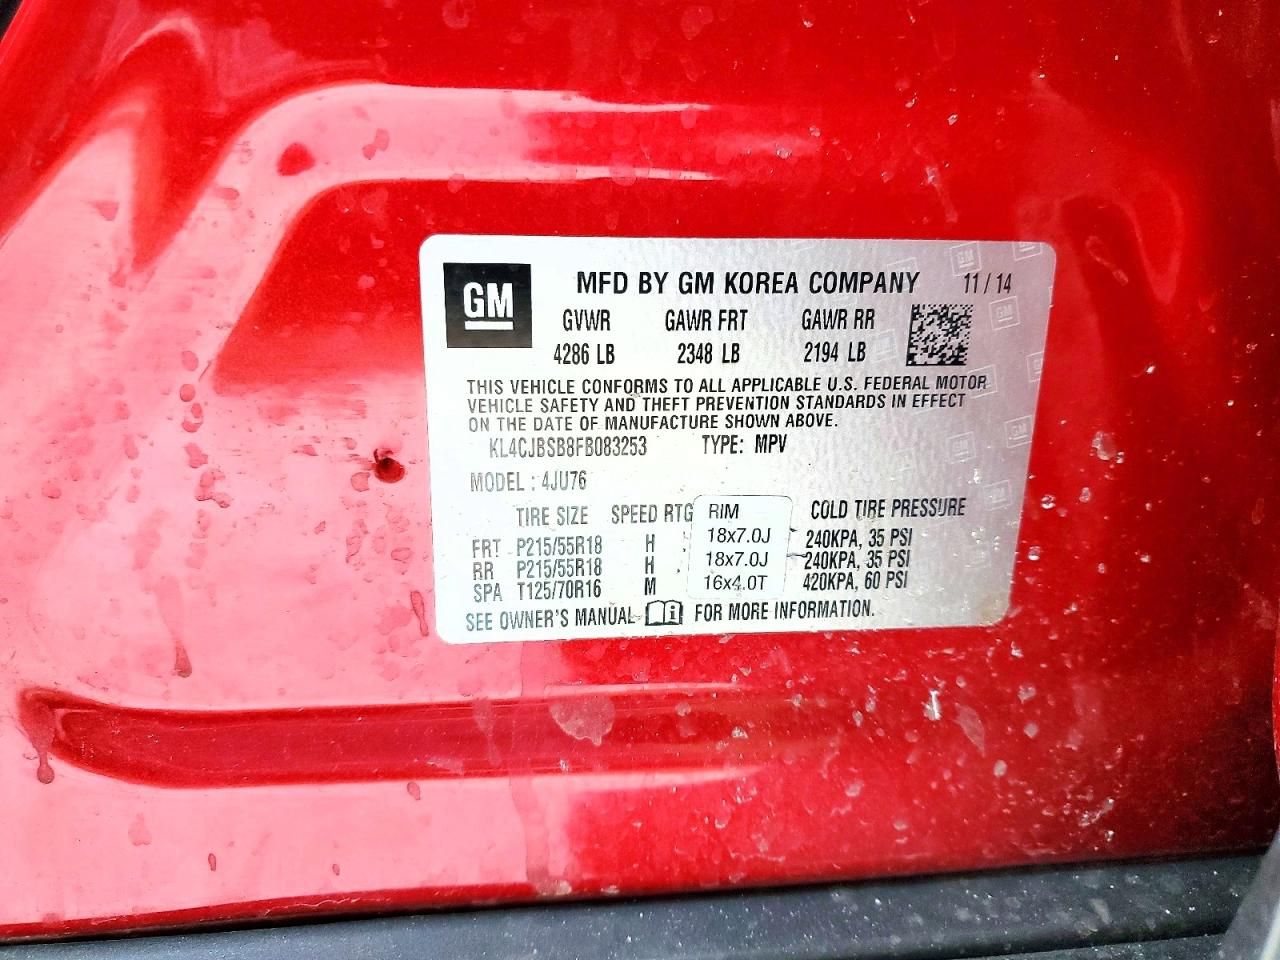 GM MFD BY GM KOREA COMPANY 11/14
GVWR GAWR FRT GAWR RR
4286 LB 2348 LB 2194 LB
THIS VEHICLE CONFORMS TO ALL APPLICABLE U.S. FEDERAL MOTOR
VEHICLE SAFETY AND THEFT PREVENTION STANDARDS IN EFFECT
ON THE DATE OF MANUFACTURE SHOWN ABOVE.
KL4CJBSB8FB083253 TYPE: MPV
MODEL : 4JU76
TIRE SIZE SPEED RTG RIM COLD TIRE PRESSURE
FRT P215/55R18 H 18x7.0J 240KPA, 35 PSI
RR P215/55R18 H 18x7.0J 240KPA, 35 PSI
SPA T125/70R16 M 16x4.0T 420KPA, 60 PSI
SEE OWNER'S MANUAL FOR MORE INFORMATION.